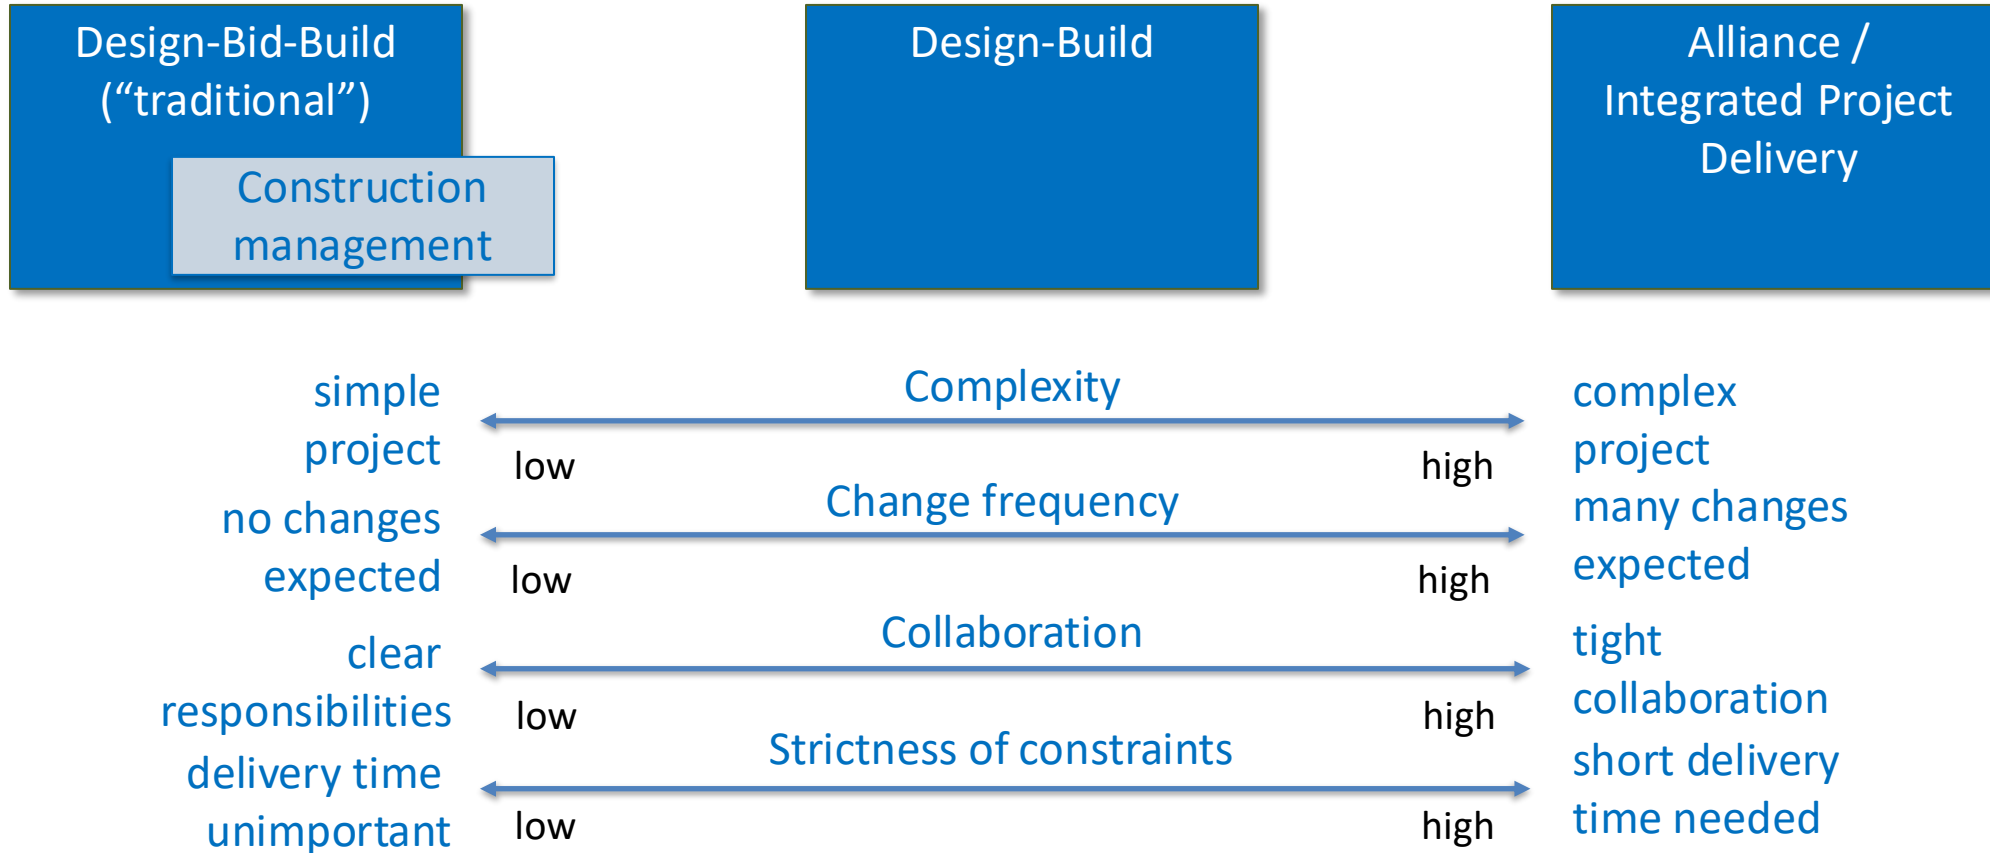 Design-Bid-Build
(“traditional”)
Construction
management
Design-Build
Alliance /
Integrated Project
Delivery
simple
project
Complexity
low
high
complex
project
no changes
expected
Change frequency
low
high
many changes
expected
clear
responsibilities
Collaboration
low
high
tight
collaboration
delivery time
unimportant
Strictness of constraints
low
high
short delivery
time needed